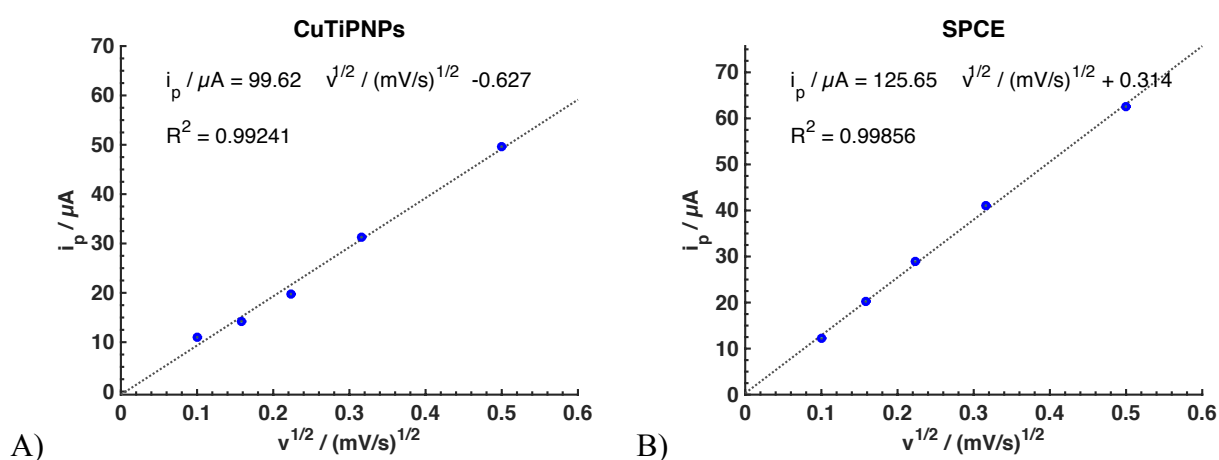 CuTiPNPs
i_p / μA = 99.62 v^1/2 / (mV/s)^1/2 -0.627
R^2 = 0.99241
70
60
50
40
30
20
10
0
i_p / μA
0 0.1 0.2 0.3 0.4 0.5 0.6
v^1/2 / (mV/s)^1/2
A)
SPCE
i_p / μA = 125.65 v^1/2 / (mV/s)^1/2 + 0.314
R^2 = 0.99856
70
60
50
40
30
20
10
0
i_p / μA
0 0.1 0.2 0.3 0.4 0.5 0.6
v^1/2 / (mV/s)^1/2
B)